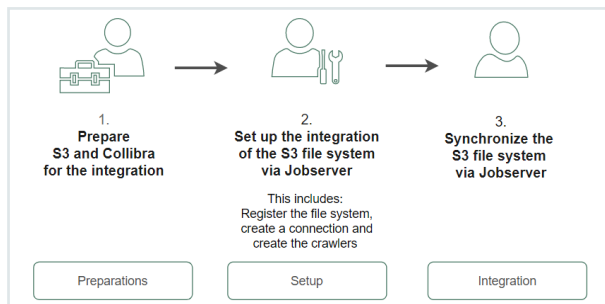 1.
Prepare
S3 and Collibra
for the integration
2.
Set up the integration
of the S3 file system
via Jobserver
This includes:
Register the file system,
create a connection and
create the crawlers
3.
Synchronize the
S3 file system
via Jobserver
Preparations
Setup
Integration